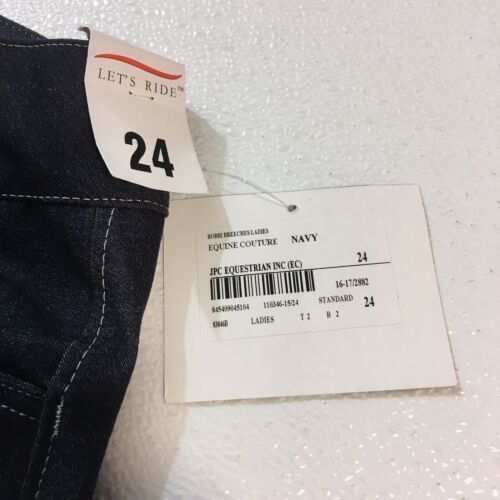 LET'S RIDE™
24
BOBBI BREECHES LADIES
EQUINE COUTURE NAVY
JPC EQUESTRIAN INC (EC) 24
16-17/2882
845409045104 110346-15/24 STANDARD 24
83846B LADIES T 2 B 2